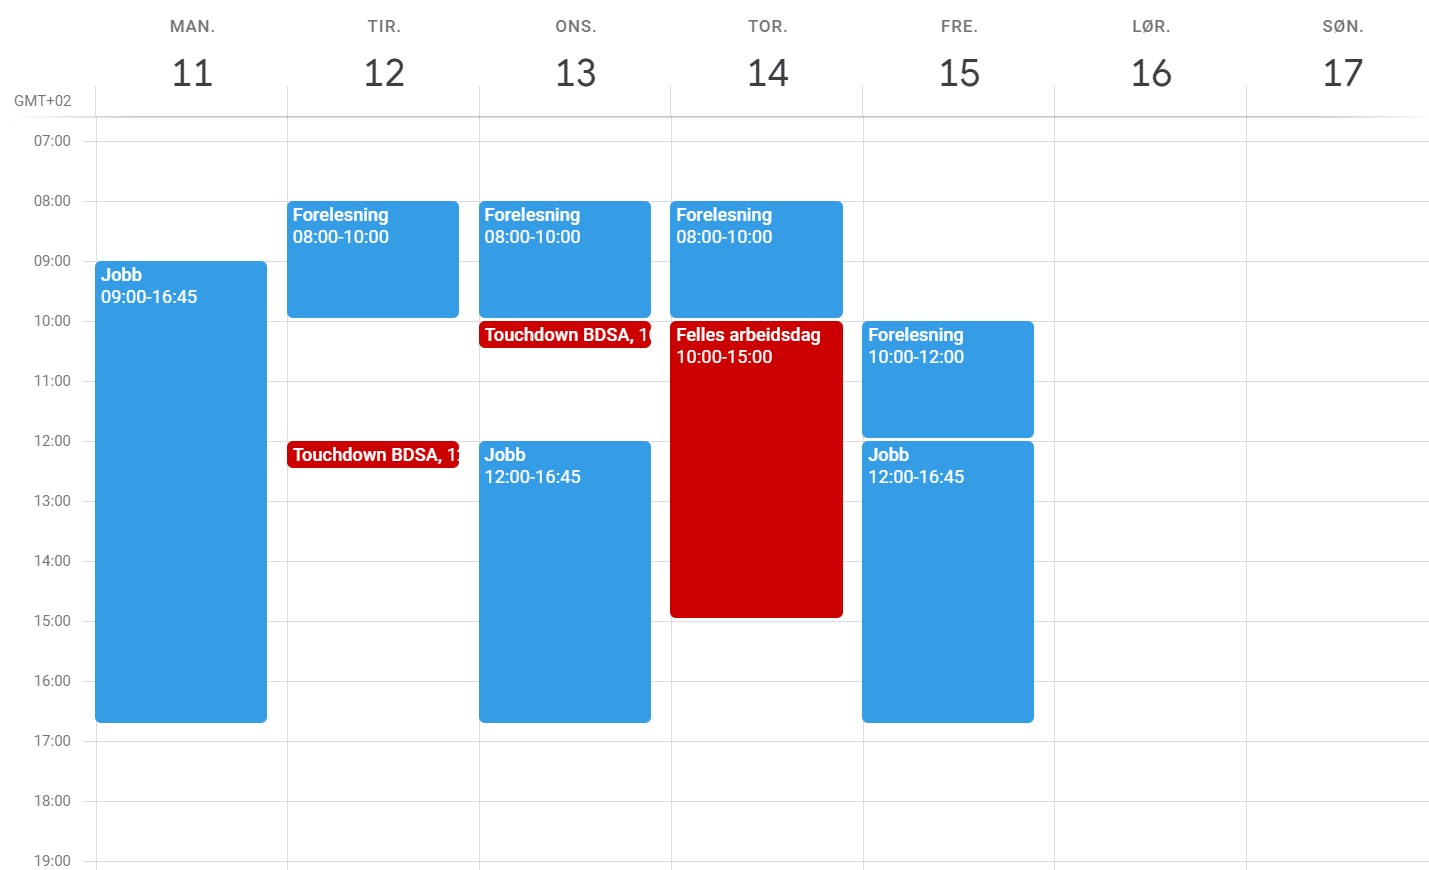 MAN.
TIR.
ONS.
TOR.
FRE.
LØR.
SØN.
11
12
13
14
15
16
17
GMT+02
07:00
08:00
09:00
10:00
11:00
12:00
13:00
14:00
15:00
16:00
17:00
18:00
19:00
Jobb
09:00-16:45
Forelesning
08:00-10:00
Touchdown BDSA,
Forelesning
08:00-10:00
Touchdown BDSA,
Jobb
12:00-16:45
Forelesning
08:00-10:00
Felles arbeidsdag
10:00-15:00
Forelesning
10:00-12:00
Jobb
12:00-16:45